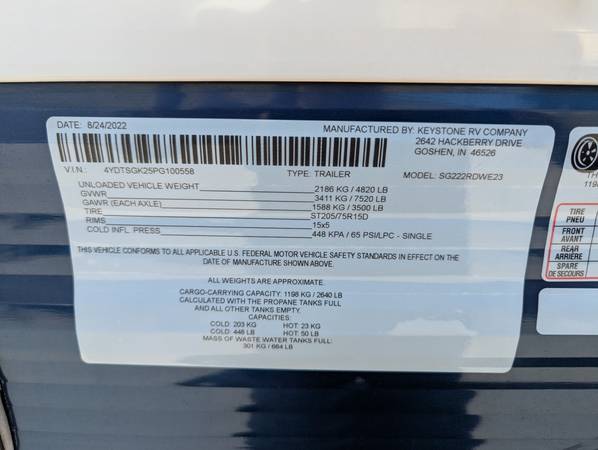 DATE: 8/24/2022
MANUFACTURED BY: KEYSTONE RV COMPANY
2642 HACKBERRY DRIVE
GOSHEN, IN 46526
V.I.N.: 4YDTSGK25PG100558 TYPE: TRAILER MODEL: SG222RDWE23
UNLOADED VEHICLE WEIGHT 2186 KG / 4820 LB
GVWR 3411 KG / 7520 LB
GAWR (EACH AXLE) 1588 KG / 3500 LB
TIRE ST205/75R15D
RIMS 15x5
COLD INFL. PRESS 448 KPA / 65 PSI/LPC - SINGLE
THIS VEHICLE CONFORMS TO ALL APPLICABLE U.S. FEDERAL MOTOR VEHICLE SAFETY STANDARDS IN EFFECT ON THE
DATE OF MANUFACTURE SHOWN ABOVE.
ALL WEIGHTS ARE APPROXIMATE.
CARGO-CARRYING CAPACITY: 1198 KG / 2640 LB
CALCULATED WITH THE PROPANE TANKS FULL
AND ALL OTHER TANKS EMPTY.
CAPACITIES:
COLD: 203 KG HOT: 23 KG
COLD: 448 LB HOT: 50 LB
MASS OF WASTE WATER TANKS FULL:
301 KG / 664 LB
TH
119
TIRE
PNEU
FRONT
AVANT
REAR
ARRIÈRE
SPARE
DE SECOURS